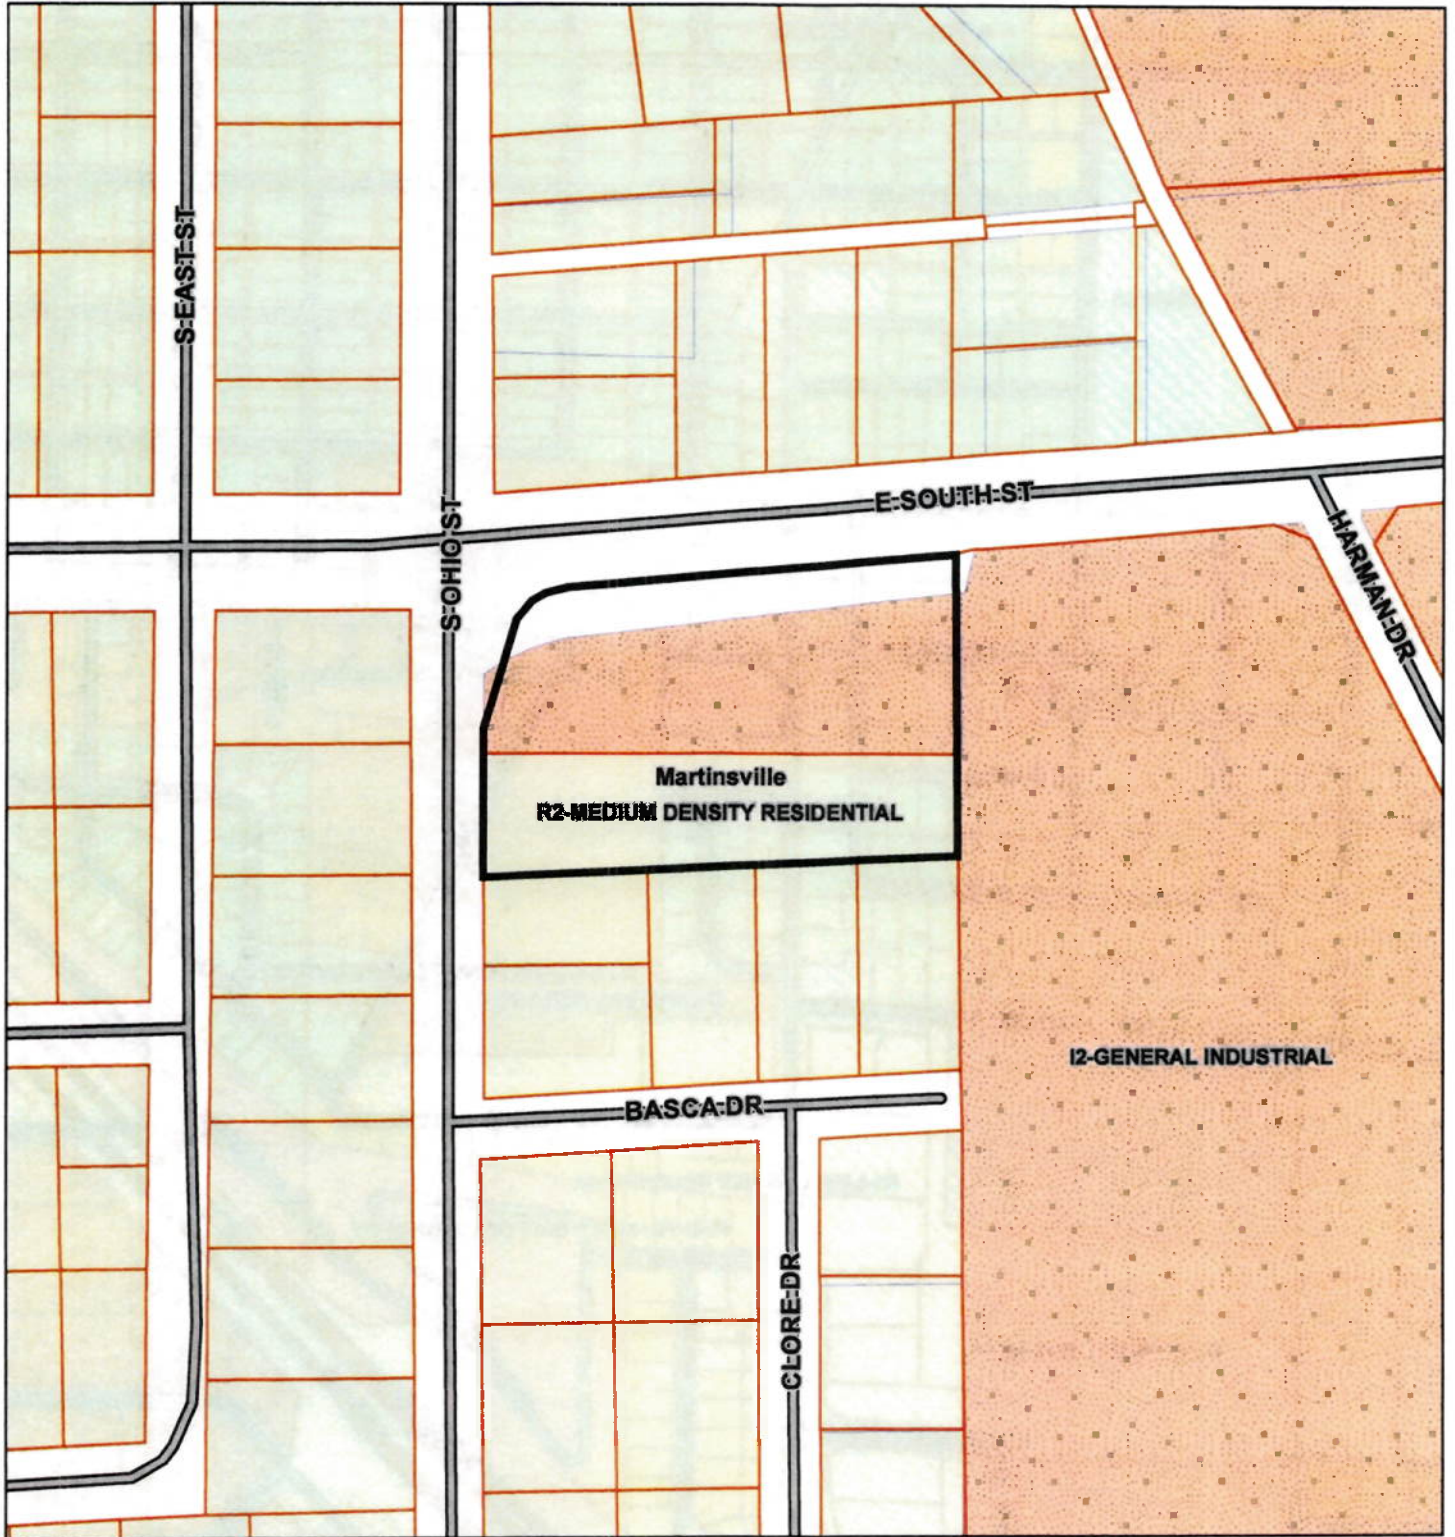 S EAST ST
S OHIO ST
E SOUTH ST
HARMAN DR
Martinsville
R2-MEDIUM DENSITY RESIDENTIAL
I2-GENERAL INDUSTRIAL
BASCA DR
CLORE DR